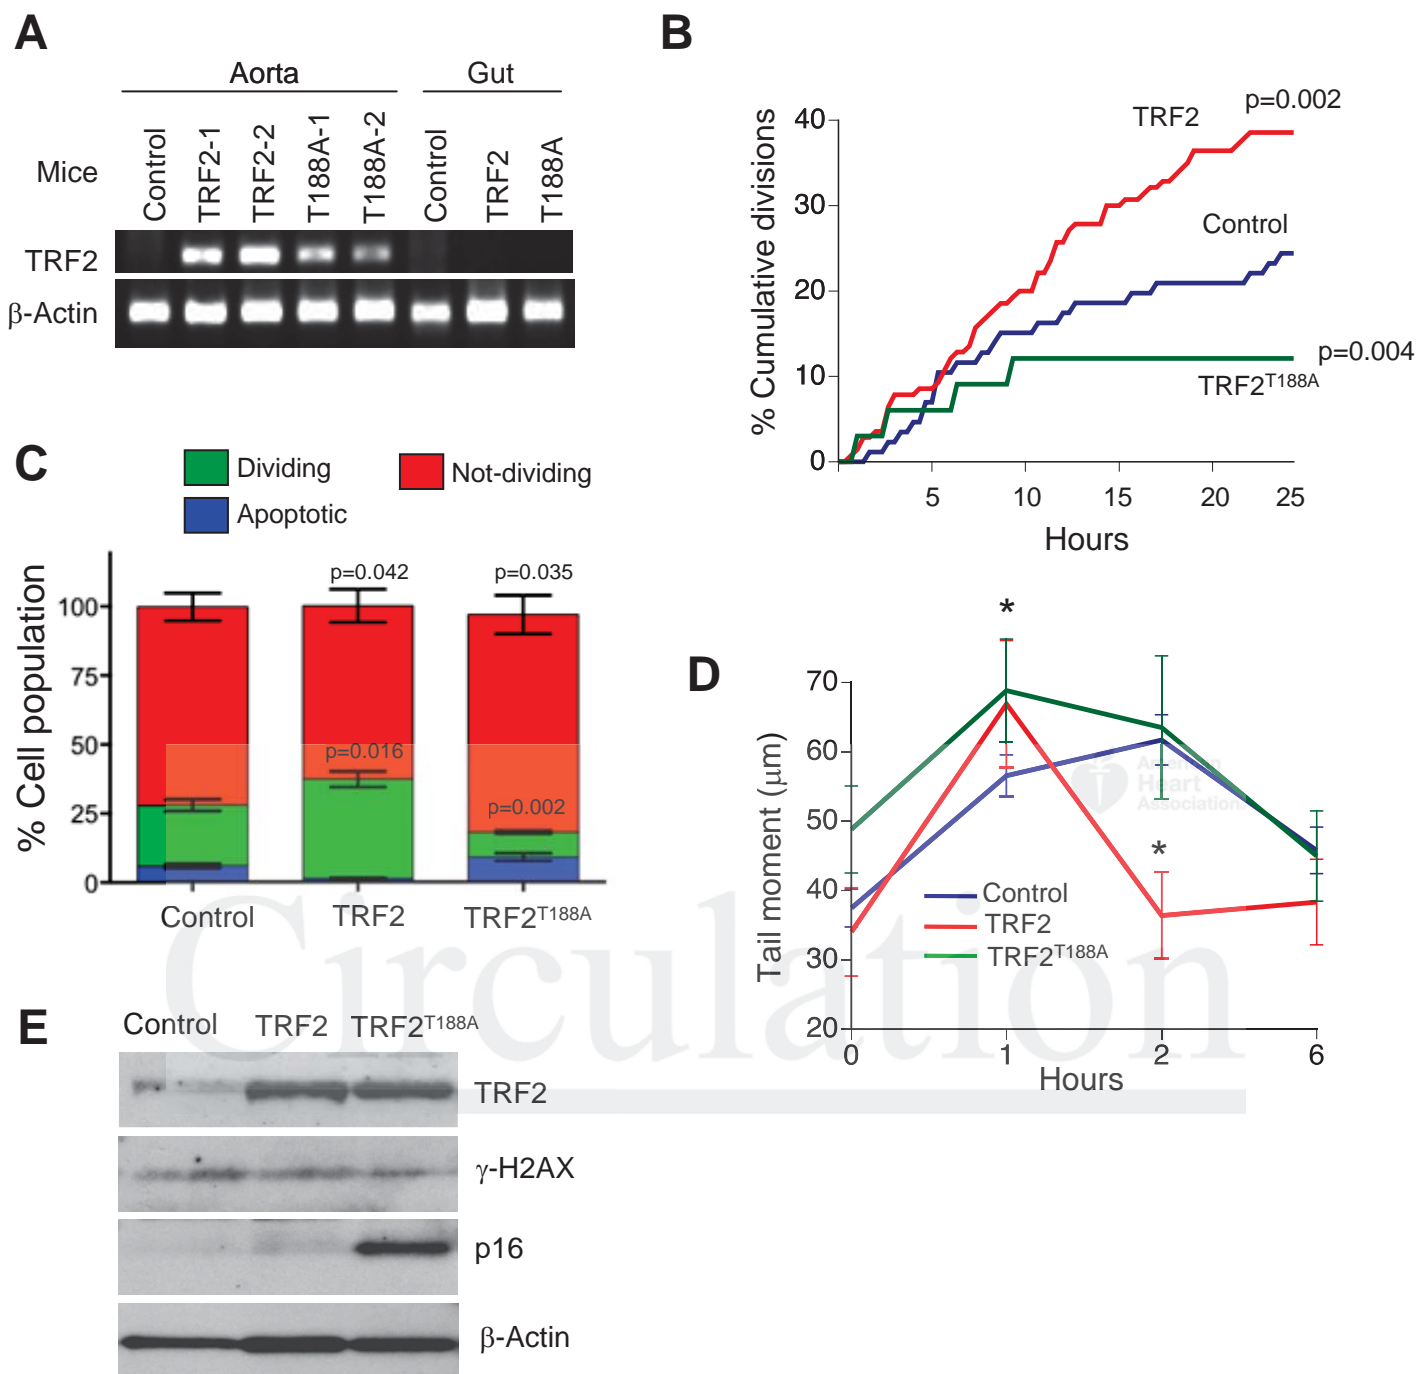 A
Aorta
Gut
Mice
Control
TRF2-1
TRF2-2
T188A-1
T188A-2
Control
TRF2
T188A
TRF2
β-Actin
B
% Cumulative divisions
40
30
20
10
0
5
10
15
20
25
Hours
TRF2
p=0.002
Control
p=0.004
TRF2T188A
C
Dividing
Not-dividing
Apoptotic
% Cell population
100
75
50
25
0
p=0.042
p=0.035
p=0.016
p=0.002
Control
TRF2
TRF2T188A
D
*
*
Tail moment (μm)
70
60
50
40
30
20
0
1
2
6
Hours
Control
TRF2
TRF2T188A
American
Heart
Association
Circulation
E
Control
TRF2
TRF2T188A
TRF2
γ-H2AX
p16
β-Actin